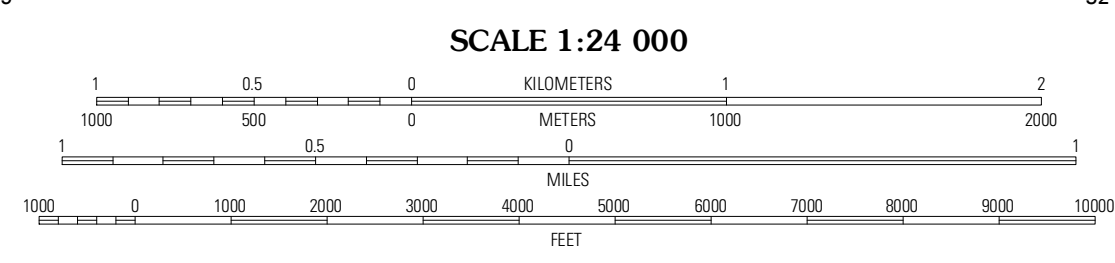 SCALE 1:24 000
1 0.5 0 KILOMETERS 1 2
1000 500 0 METERS 1000 2000
1 0.5 0 1
MILES
1000 0 1000 2000 3000 4000 5000 6000 7000 8000 9000 10000
FEET